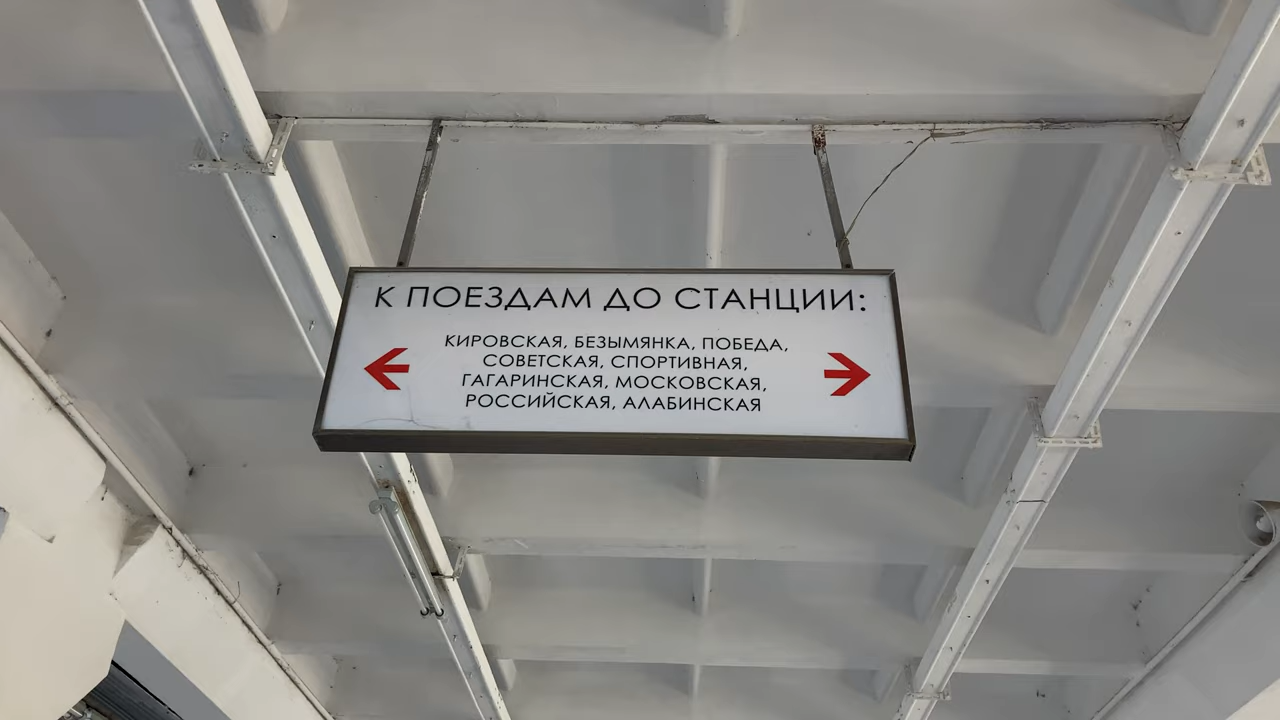 К ПОЕЗДАМ ДО СТАНЦИИ:
КИРОВСКАЯ, БЕЗЫМЯНКА, ПОБЕДА,
СОВЕТСКАЯ, СПОРТИВНАЯ,
ГАГАРИНСКАЯ, МОСКОВСКАЯ,
РОССИЙСКАЯ, АЛАБИНСКАЯ